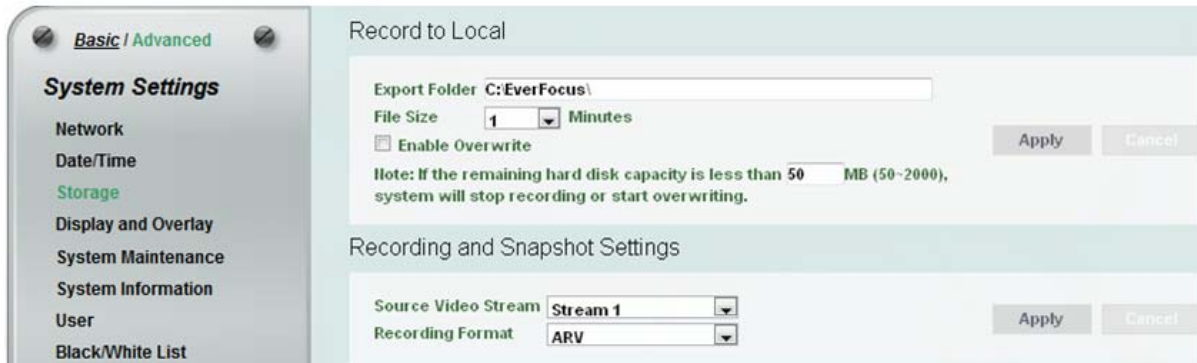 Basic / Advanced
System Settings
Network
Date/Time
Storage
Display and Overlay
System Maintenance
System Information
User
Black/White List
Record to Local
Export Folder C:\EverFocus\
File Size 1 Minutes
Enable Overwrite
Apply Cancel
Note: If the remaining hard disk capacity is less than 50 MB (50~2000),
system will stop recording or start overwriting.
Recording and Snapshot Settings
Source Video Stream Stream 1
Recording Format ARV
Apply Cancel